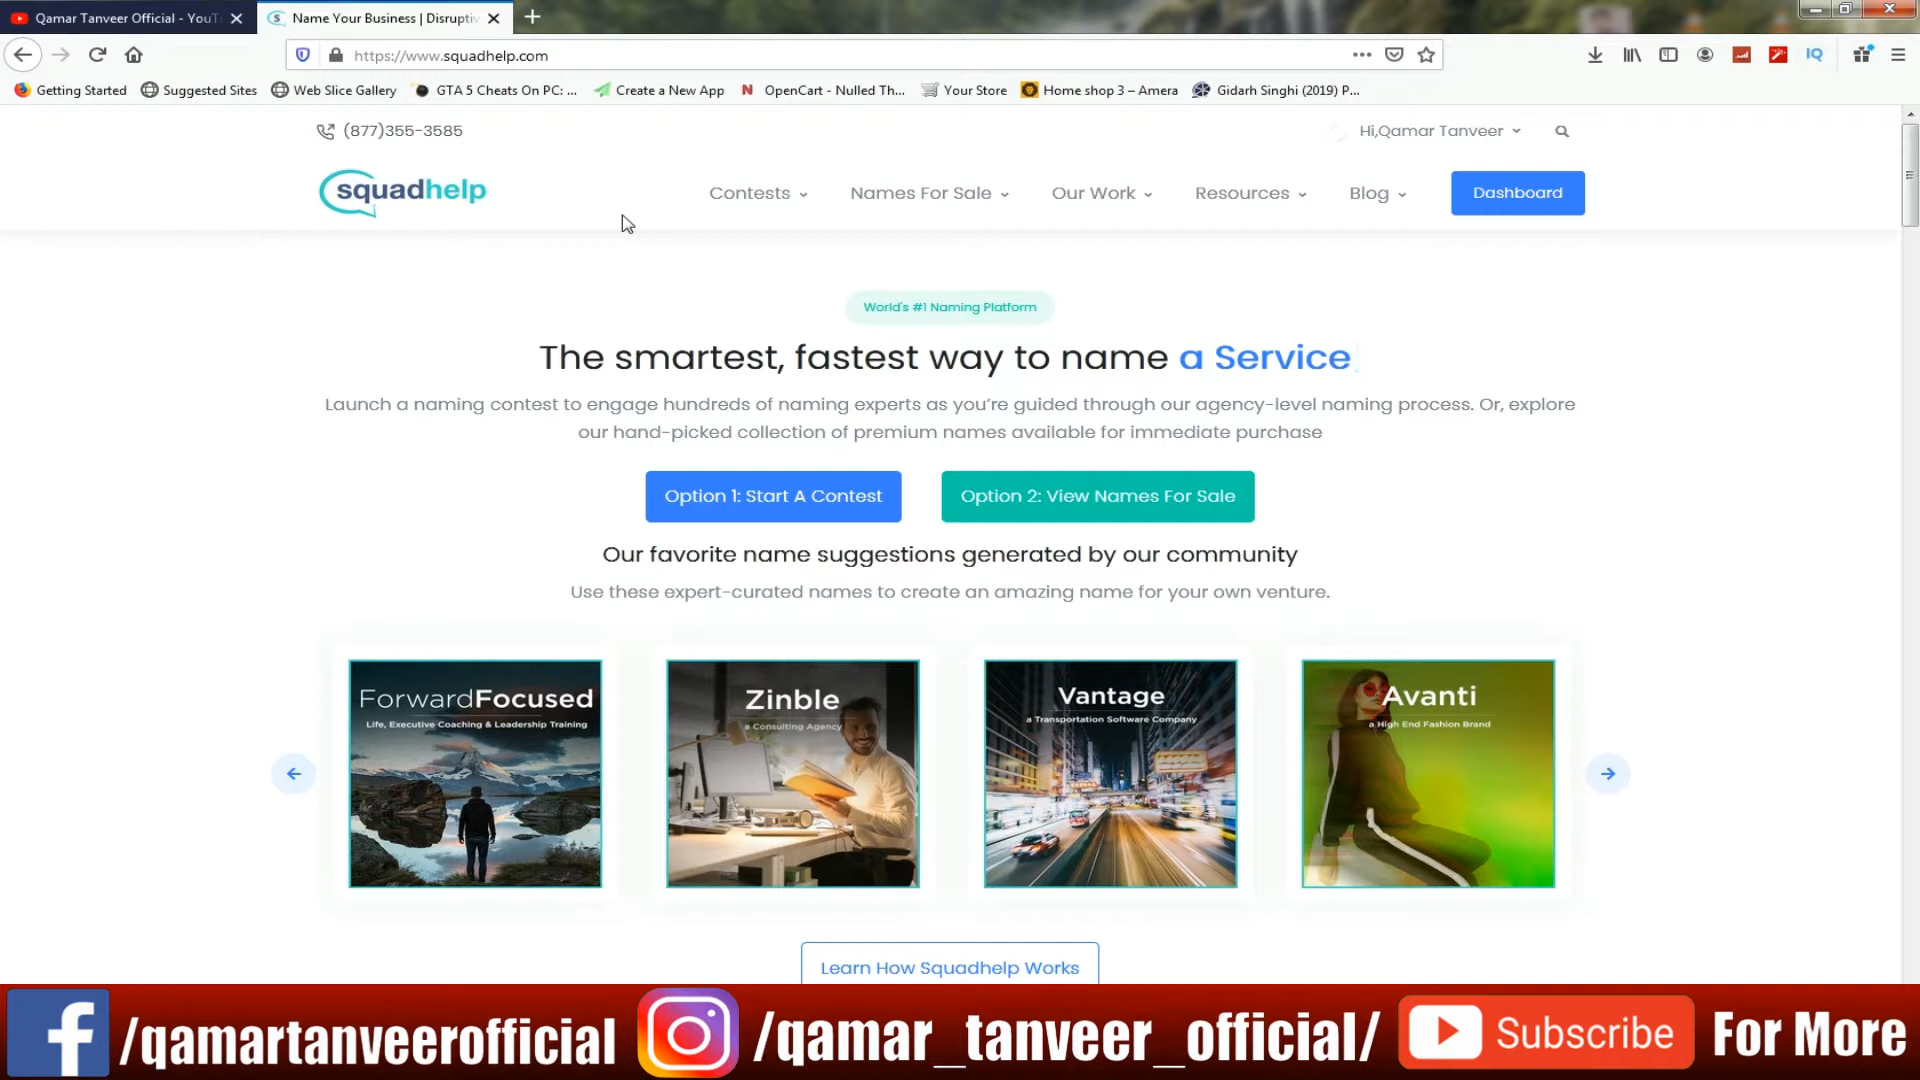 Qamar Tanveer Official - YouT
Name Your Business | Disruptiv
https://www.squadhelp.com
IQ
Getting Started
Suggested Sites
Web Slice Gallery
GTA 5 Cheats On PC: ...
Create a New App
N OpenCart - Nulled Th...
Your Store
Home shop 3 – Amera
Gidarh Singhi (2019) P...
(877)355-3585
Hi,Qamar Tanveer
squadhelp
Contests
Names For Sale
Our Work
Resources
Blog
Dashboard
World's #1 Naming Platform
The smartest, fastest way to name a Service
Launch a naming contest to engage hundreds of naming experts as you’re guided through our agency-level naming process. Or, explore
our hand-picked collection of premium names available for immediate purchase
Option 1: Start A Contest
Option 2: View Names For Sale
Our favorite name suggestions generated by our community
Use these expert-curated names to create an amazing name for your own venture.
ForwardFocused
Life, Executive Coaching & Leadership Training
Zinble
a Consulting Agency
Vantage
a Transportation Software Company
Avanti
a High End Fashion Brand
Learn How Squadhelp Works
f /qamartanveerofficial
/qamar_tanveer_official/
Subscribe
For More